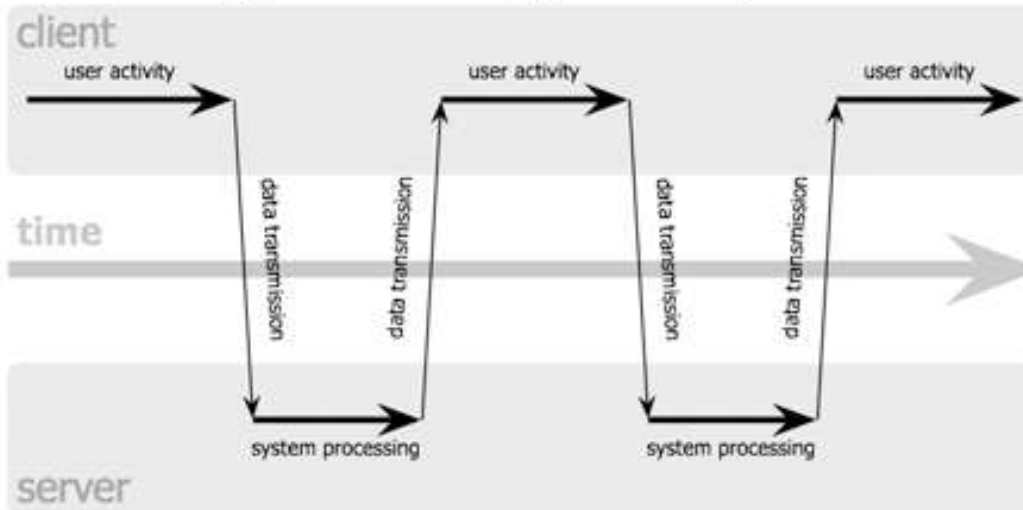 client
user activity
user activity
user activity
data transmission
data transmission
data transmission
data transmission
time
system processing
system processing
server